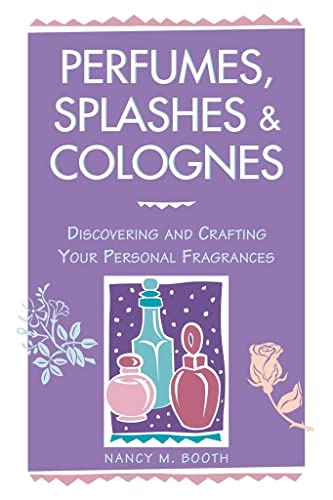 PERFUMES,
SPLASHES &
COLOGNES
DISCOVERING AND CRAFTING
YOUR PERSONAL FRAGRANCES
NANCY M. BOOTH